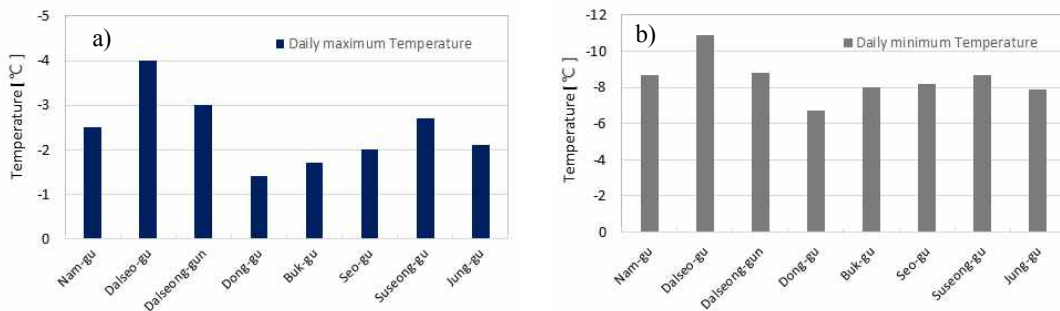 a)
Daily maximum Temperature
Temperature [℃]
-5
-4
-3
-2
-1
0
Nam-gu
Dalseo-gu
Dalseong-gun
Dong-gu
Buk-gu
Seo-gu
Suseong-gu
Jung-gu
b)
Daily minimum Temperature
Temperature [℃]
-12
-10
-8
-6
-4
-2
0
Nam-gu
Dalseo-gu
Dalseong-gun
Dong-gu
Buk-gu
Seo-gu
Suseong-gu
Jung-gu